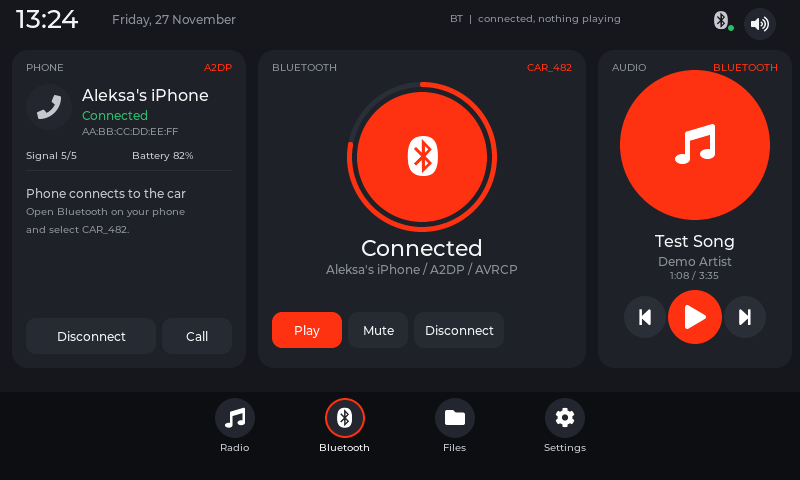 13:24
Friday, 27 November
BT | connected, nothing playing
PHONE
A2DP
Aleksa's iPhone
Connected
AA:BB:CC:DD:EE:FF
Signal 5/5
Battery 82%
Phone connects to the car
Open Bluetooth on your phone
and select CAR_482.
Disconnect
Call
BLUETOOTH
CAR_482
Connected
Aleksa's iPhone / A2DP / AVRCP
Play
Mute
Disconnect
AUDIO
BLUETOOTH
Test Song
Demo Artist
1:08 / 3:35
Radio
Bluetooth
Files
Settings